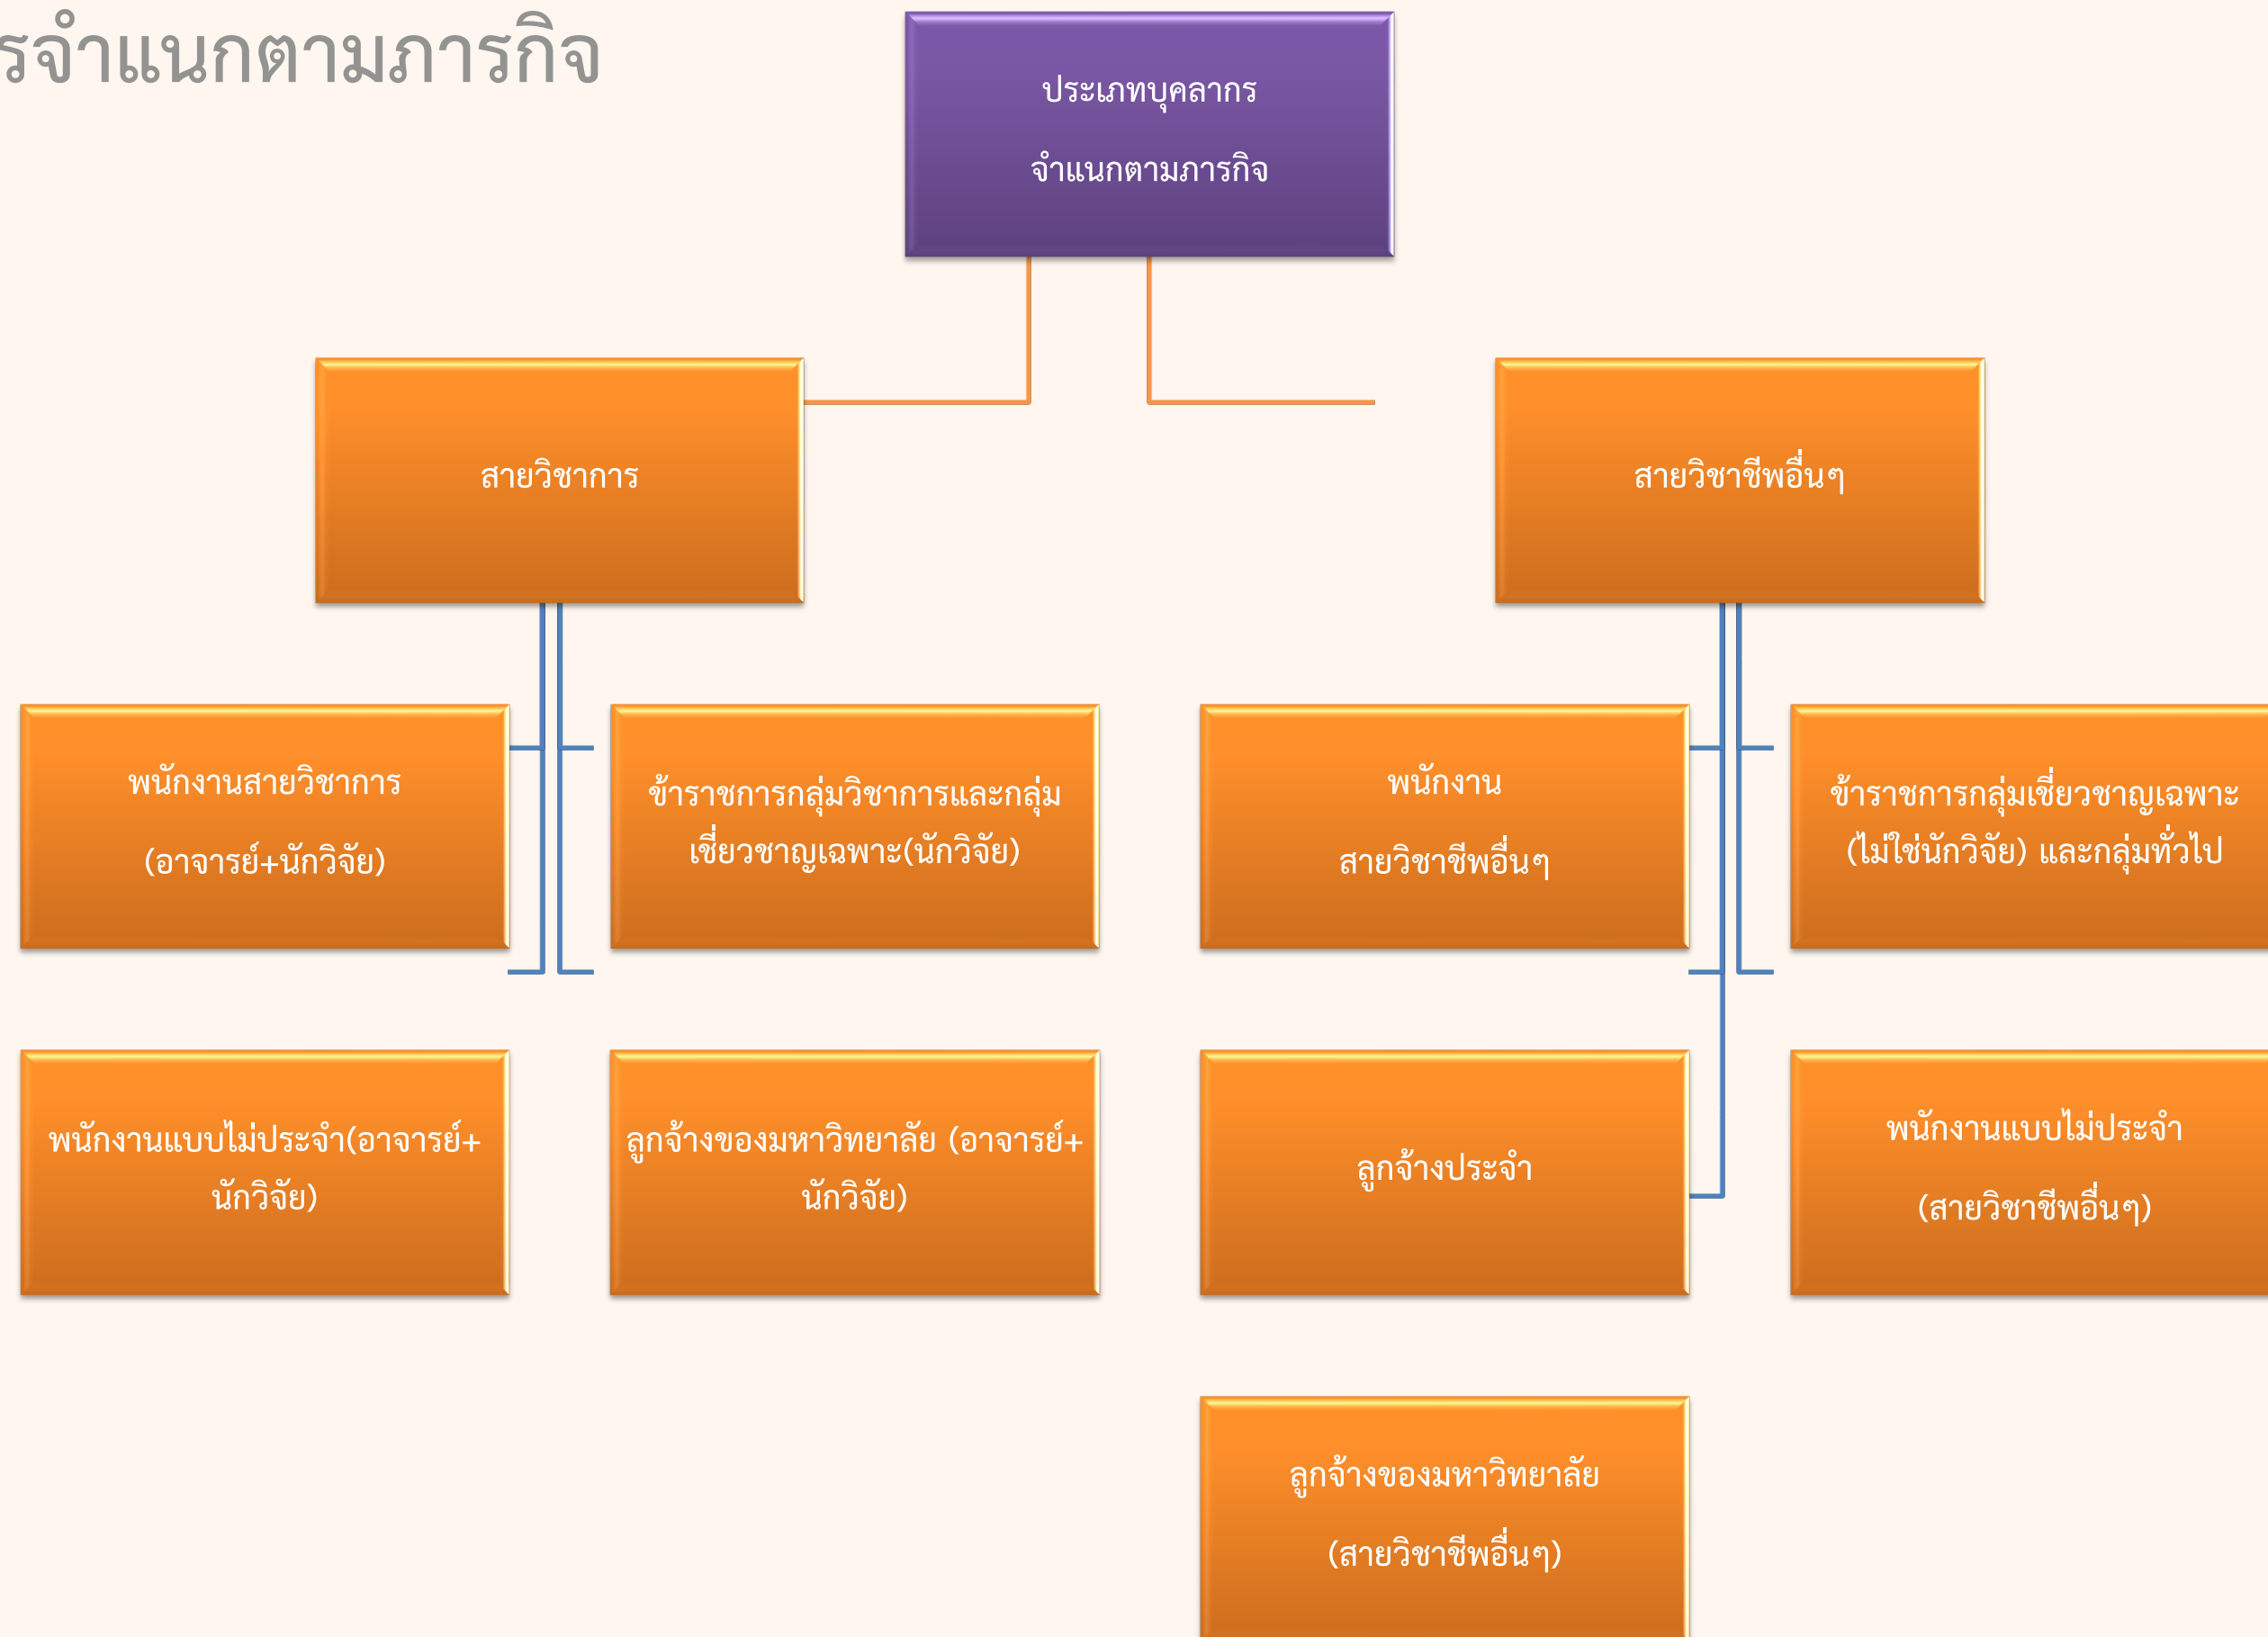 รจำแนกตามภารกิจ
ประเภทบุคลากร
จำแนกตามภารกิจ
สายวิชาการ
สายวิชาชีพอื่นๆ
พนักงานสายวิชาการ
(อาจารย์+นักวิจัย)
ข้าราชการกลุ่มวิชาการและกลุ่ม
เชี่ยวชาญเฉพาะ(นักวิจัย)
พนักงาน
สายวิชาชีพอื่นๆ
ข้าราชการกลุ่มเชี่ยวชาญเฉพาะ
(ไม่ใช่นักวิจัย) และกลุ่มทั่วไป
พนักงานแบบไม่ประจำ(อาจารย์+
นักวิจัย)
ลูกจ้างของมหาวิทยาลัย (อาจารย์+
นักวิจัย)
ลูกจ้างประจำ
พนักงานแบบไม่ประจำ
(สายวิชาชีพอื่นๆ)
ลูกจ้างของมหาวิทยาลัย
(สายวิชาชีพอื่นๆ)